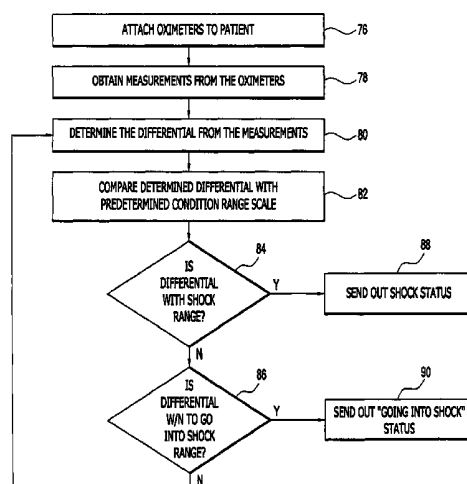 ATTACH OXIMETERS TO PATIENT
76
OBTAIN MEASUREMENTS FROM THE OXIMETERS
78
DETERMINE THE DIFFERENTIAL FROM THE MEASUREMENTS
80
COMPARE DETERMINED DIFFERENTIAL WITH
PREDETERMINED CONDITION RANGE SCALE
82
84
IS
DIFFERENTIAL
WITH SHOCK
RANGE?
Y
88
SEND OUT SHOCK STATUS
N
86
IS
DIFFERENTIAL
W/N TO GO
INTO SHOCK
RANGE?
Y
90
SEND OUT "GOING INTO SHOCK"
STATUS
N